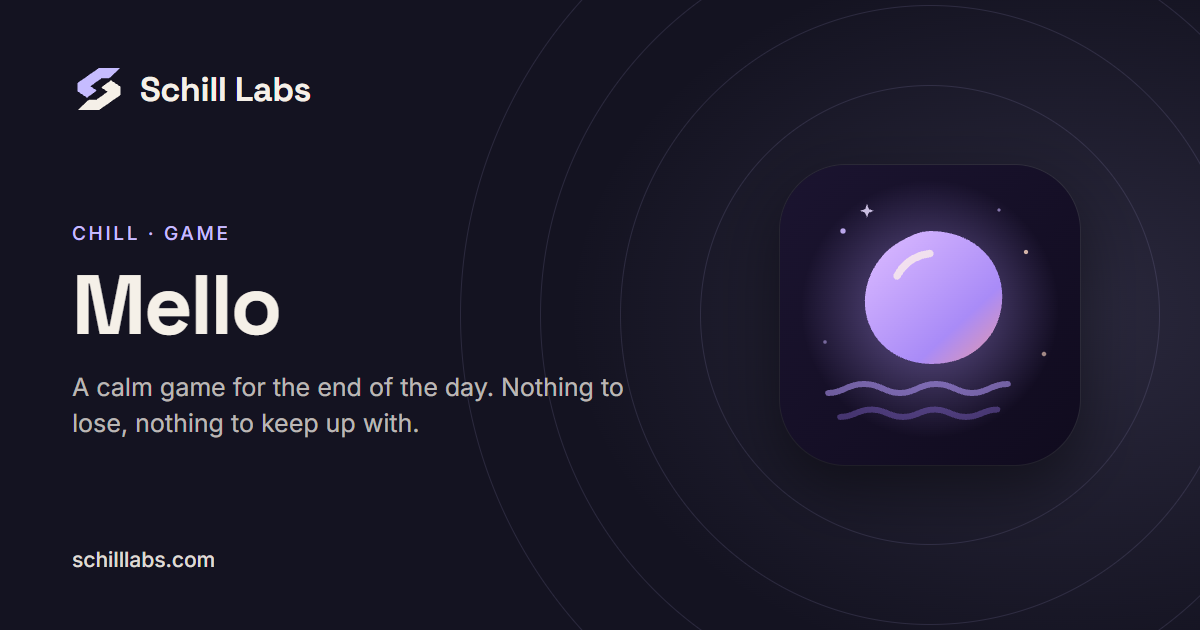 Schill Labs
CHILL · GAME
Mello
A calm game for the end of the day. Nothing to
lose, nothing to keep up with.
schilllabs.com